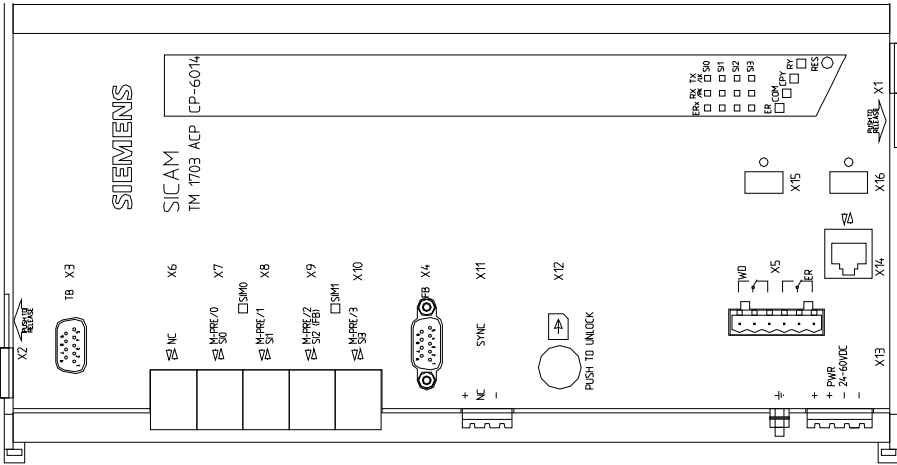 SIEMENS
SICAM
TM 1703 ACP CP-6014
TX
RX
ERx
SI0
SI1
SI2
SI3
ER
COM
CPY
RY
RES
X1
PUSH TO
RELEASE
X15
X16
X14
X3
TB
X6
NC
X7
M-PRE/0
SI0
SIM0
X8
M-PRE/1
SI1
X9
M-PRE/2
SI2 (FB)
SIM1
X10
M-PRE/3
SI3
X4
FB
X11
SYNC
+
NC
-
X12
PUSH TO UNLOCK
WD
X5
ER
X13
PWR
24-60VDC
+
+
-
-
PUSH TO
RELEASE
X2